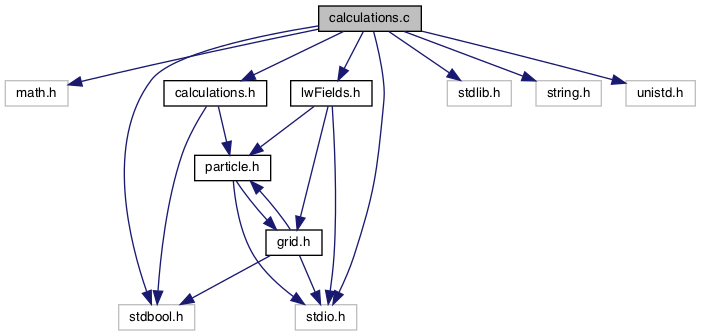 calculations.c
math.h
calculations.h
lwFields.h
stdlib.h
string.h
unistd.h
particle.h
grid.h
stdbool.h
stdio.h